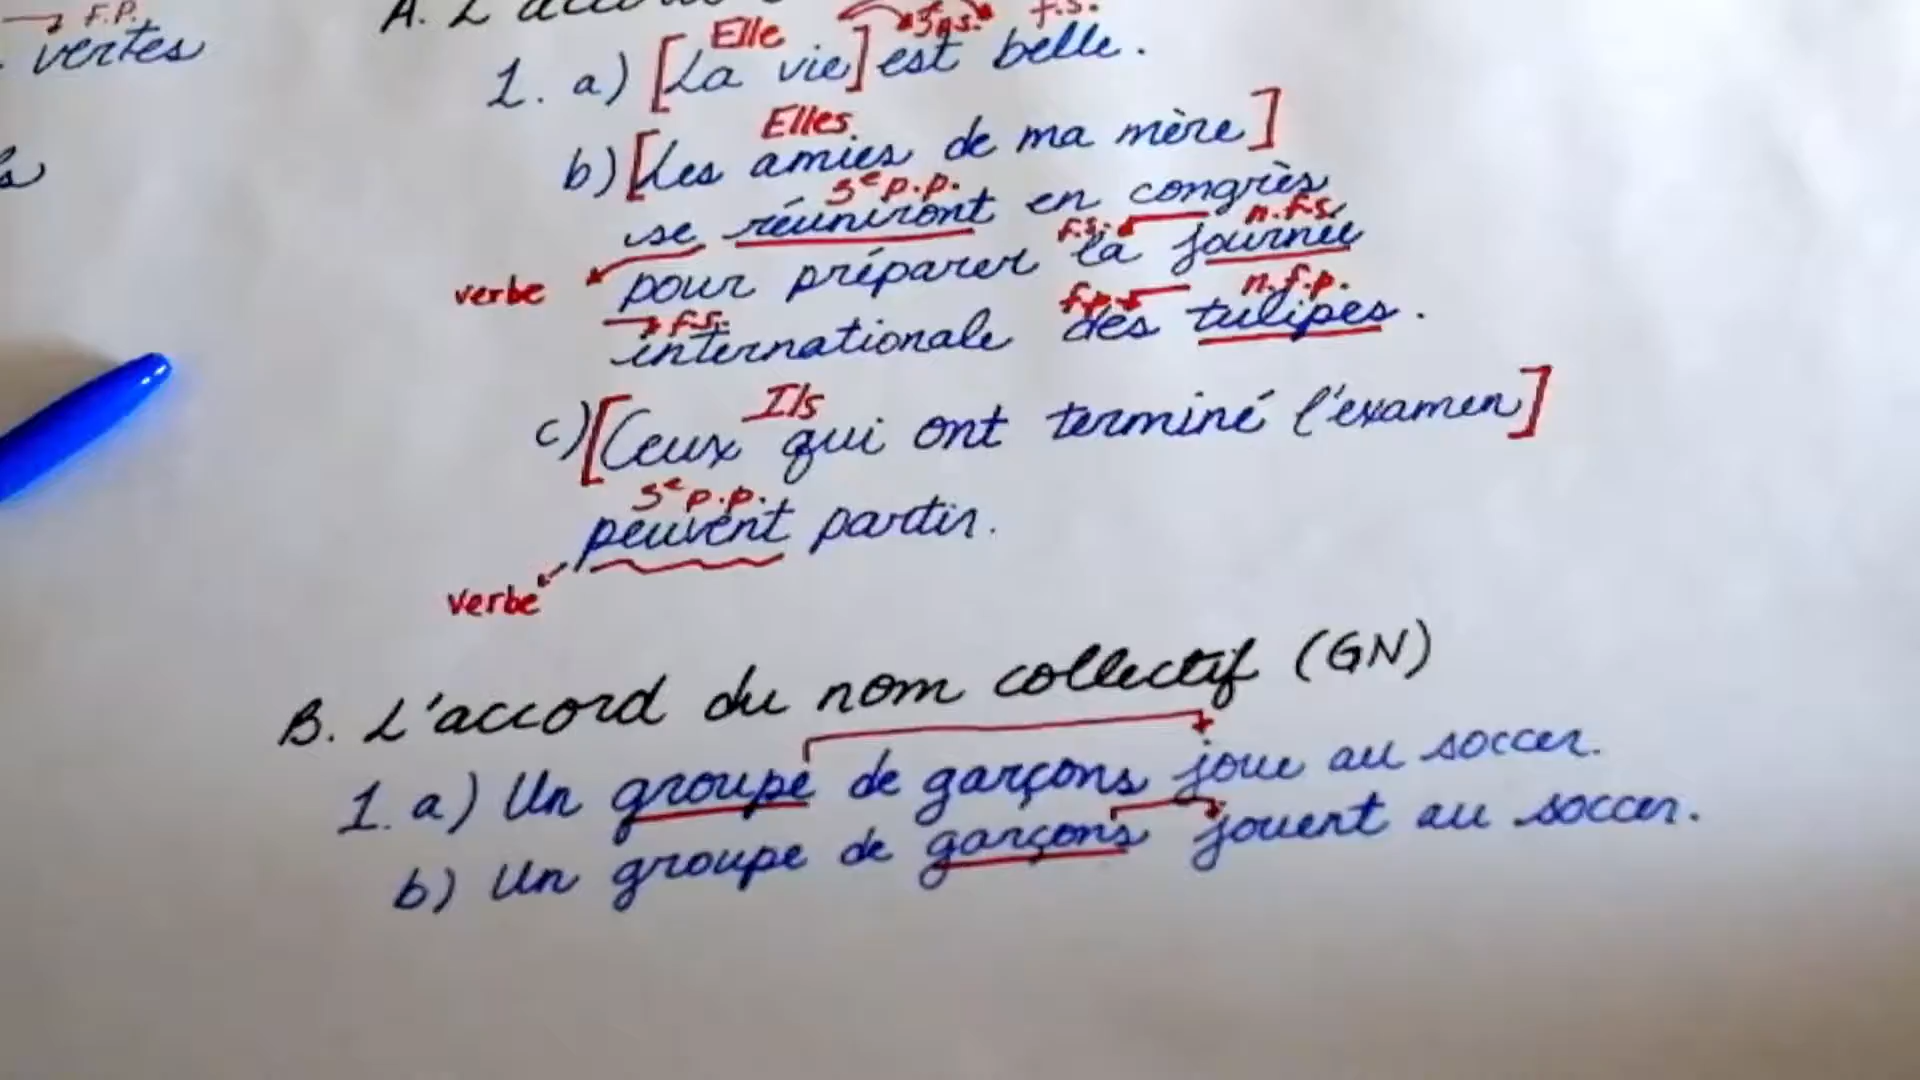 F.P.
vertes
A. L'accord
Elle 3e p.s. f.s.
1. a) [La vie] est belle.
Elles
b) [Les amies de ma mère]
3e p.p.
se réuniront en congrès
f.s. n.f.s.
verbe pour préparer la journée
f.s. f.p. n.f.p.
internationale des tulipes.
Ils
c) [Ceux qui ont terminé l'examen]
3e p.p.
peuvent partir.
verbe
B. L'accord du nom collectif (GN)
1. a) Un groupe de garçons joue au soccer.
b) Un groupe de garçons jouent au soccer.